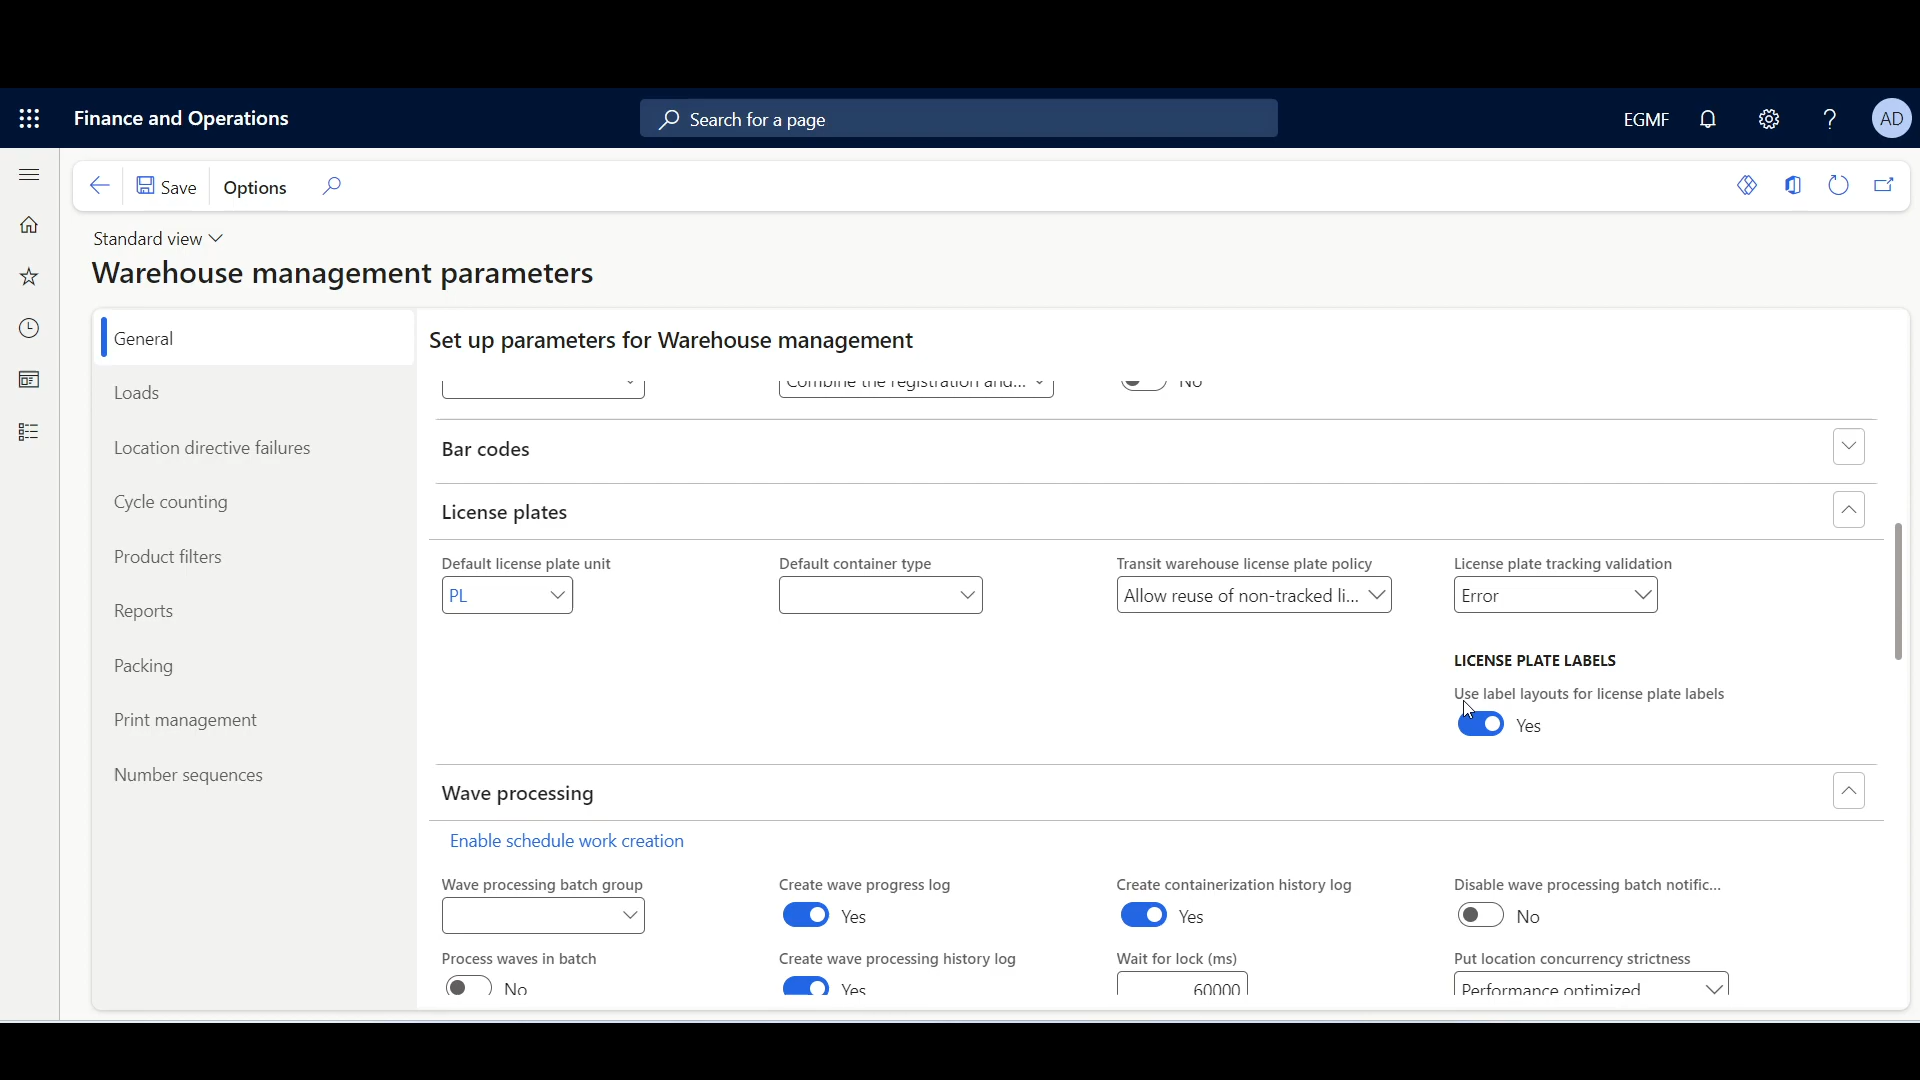 Finance and Operations
Search for a page
EGMF
AD
Save
Options
Standard view
Warehouse management parameters
General
Loads
Location directive failures
Cycle counting
Product filters
Reports
Packing
Print management
Number sequences
Set up parameters for Warehouse management
Combine the registration and...
No
Bar codes
License plates
Default license plate unit
PL
Default container type
Transit warehouse license plate policy
Allow reuse of non-tracked li...
License plate tracking validation
Error
LICENSE PLATE LABELS
Use label layouts for license plate labels
Yes
Wave processing
Enable schedule work creation
Wave processing batch group
Create wave progress log
Yes
Create containerization history log
Yes
Disable wave processing batch notific...
No
Process waves in batch
No
Create wave processing history log
Yes
Wait for lock (ms)
60000
Put location concurrency strictness
Performance optimized